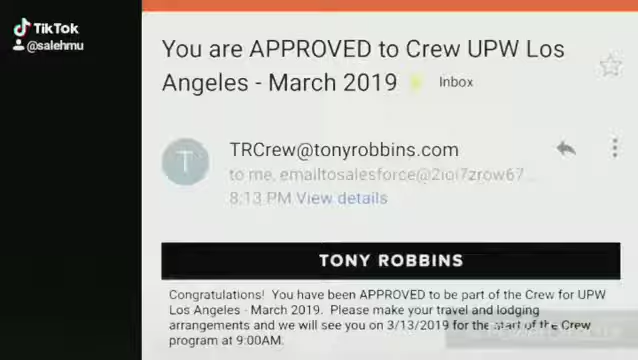 TikTok
@salehmu
You are APPROVED to Crew UPW Los
Angeles - March 2019 Inbox
T
TRCrew@tonyrobbins.com
to me, emailtosalesforce@2ioi7zrow67...
8:13 PM View details
TONY ROBBINS
Congratulations! You have been APPROVED to be part of the Crew for UPW
Los Angeles - March 2019. Please make your travel and lodging
arrangements and we will see you on 3/13/2019 for the start of the Crew
program at 9:00AM.